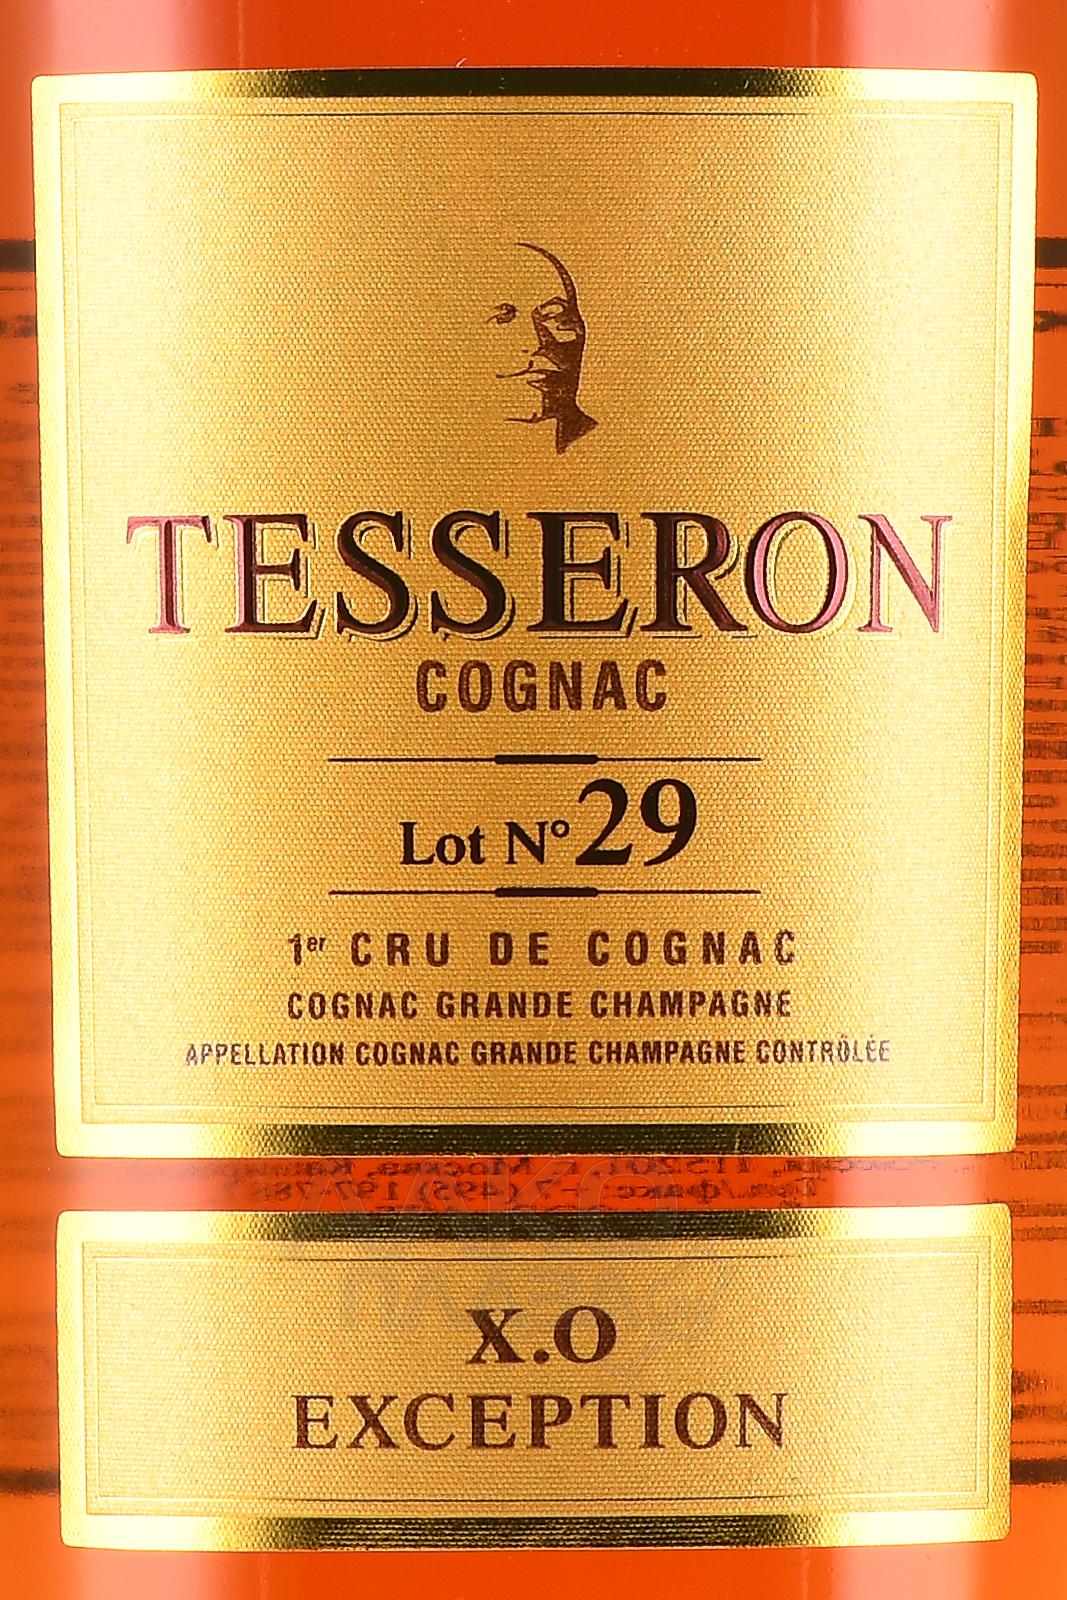 TESSERON
COGNAC
Lot N° 29
1er CRU DE COGNAC
COGNAC GRANDE CHAMPAGNE
APPELLATION COGNAC GRANDE CHAMPAGNE CONTRÔLÉE
X.O
EXCEPTION